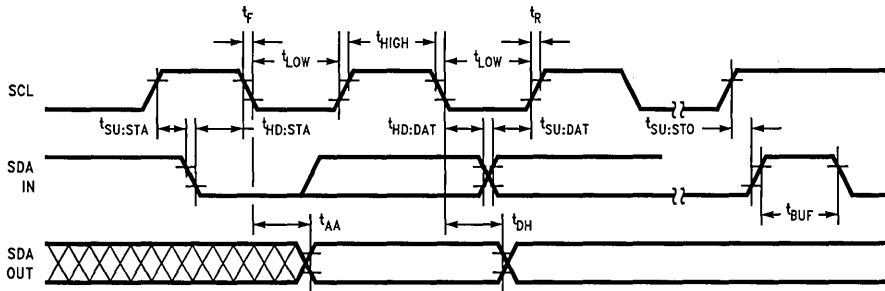 tF
tR
tLOW
tHIGH
tLOW
SCL
tSU:STA
tHD:STA
tHD:DAT
tSU:DAT
tSU:STO
SDA
IN
tBUF
tAA
tDH
SDA
OUT